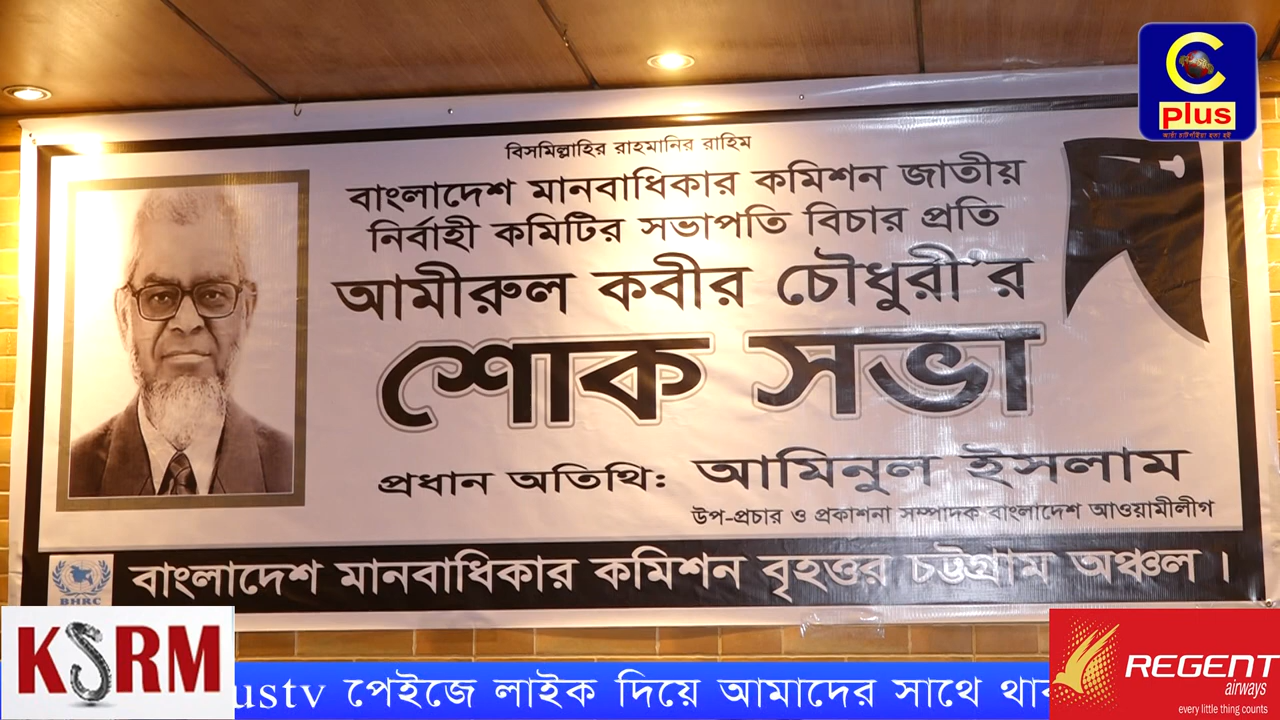 C
plus
বিসমিল্লাহির রাহমানির রাহিম
বাংলাদেশ মানবাধিকার কমিশন জাতীয়
নির্বাহী কমিটির সভাপতি বিচার প্রতি
আমীরুল কবীর চৌধুরী'র
শোক সভা
প্রধান অতিথি: আমিনুল ইসলাম
উপ-প্রচার ও প্রকাশনা সম্পাদক বাংলাদেশ আওয়ামীলীগ
BHRC
বাংলাদেশ মানবাধিকার কমিশন বৃহত্তর চট্টগ্রাম অঞ্চল।
KSRM
ustv পেইজে লাইক দিয়ে আমাদের সাথে থাক
REGENT
airways
every little thing counts